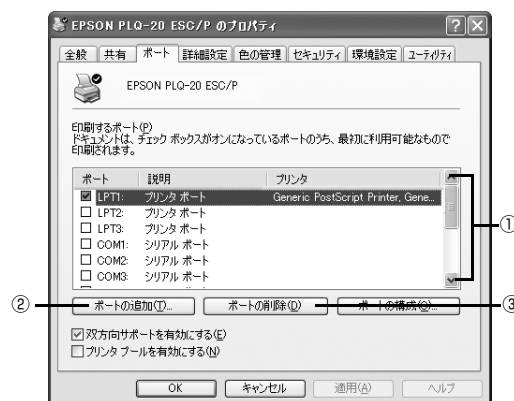 EPSON PLQ-20 ESC/P のプロパティ
全般 共有 ポート 詳細設定 色の管理 セキュリティ 環境設定 ユーティリティ
EPSON PLQ-20 ESC/P
印刷するポート(P)
ドキュメントは、チェック ボックスがオンになっているポートのうち、最初に利用可能なもので
印刷されます。
ポート 説明 プリンタ
LPT1: プリンタ ポート Generic PostScript Printer, Gene...
LPT2: プリンタ ポート
LPT3: プリンタ ポート
COM1: シリアル ポート
COM2: シリアル ポート
COM3: シリアル ポート
①
② ポートの追加(T)... ポートの削除(D) ポートの構成(C)... ③
双方向サポートを有効にする(E)
プリンタ プールを有効にする(N)
OK キャンセル 適用(A) ヘルプ